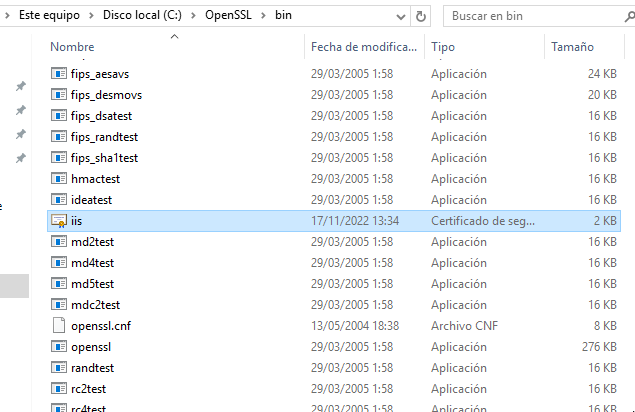 Este equipo > Disco local (C:) > OpenSSL > bin
Buscar en bin
Nombre Fecha de modifica... Tipo Tamaño
fips_aesavs 29/03/2005 1:58 Aplicación 24 KB
fips_desmovs 29/03/2005 1:58 Aplicación 20 KB
fips_dsatest 29/03/2005 1:58 Aplicación 16 KB
fips_randtest 29/03/2005 1:58 Aplicación 16 KB
fips_sha1test 29/03/2005 1:58 Aplicación 16 KB
hmactest 29/03/2005 1:58 Aplicación 16 KB
ideatest 29/03/2005 1:58 Aplicación 16 KB
iis 17/11/2022 13:34 Certificado de seg... 2 KB
md2test 29/03/2005 1:58 Aplicación 16 KB
md4test 29/03/2005 1:58 Aplicación 16 KB
md5test 29/03/2005 1:58 Aplicación 16 KB
mdc2test 29/03/2005 1:58 Aplicación 16 KB
openssl.cnf 13/05/2004 18:38 Archivo CNF 8 KB
openssl 29/03/2005 1:58 Aplicación 276 KB
randtest 29/03/2005 1:58 Aplicación 16 KB
rc2test 29/03/2005 1:58 Aplicación 16 KB
rc4test 29/03/2005 1:58 Aplicación 16 KB